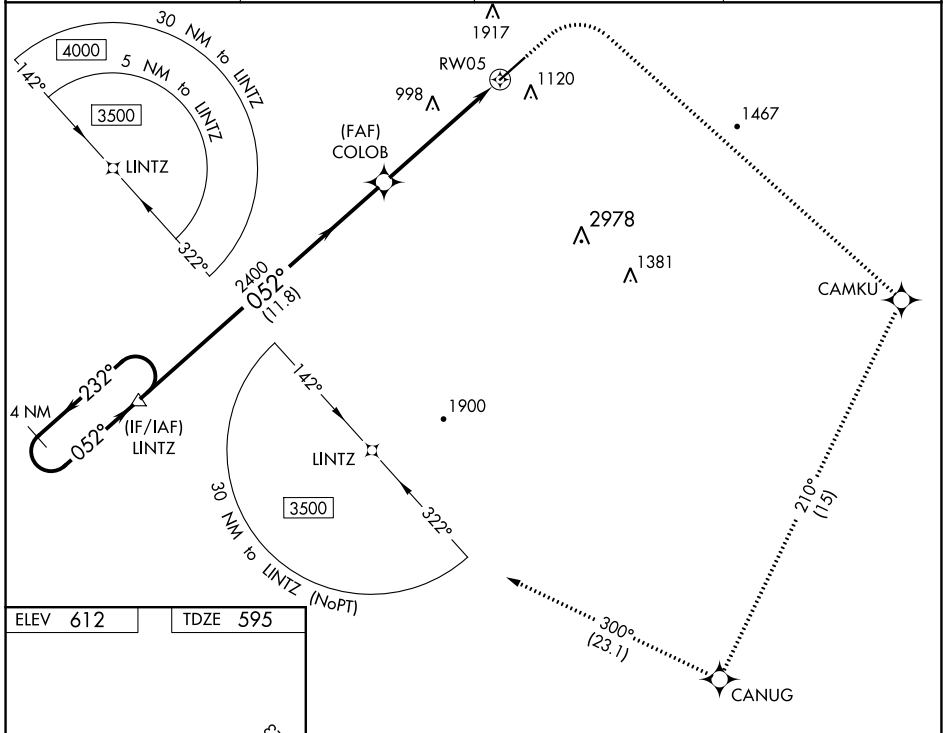 1917
30 NM to LINTZ
4000
5 NM to LINTZ
3500
142°
LINTZ
322°
RW05
1120
998
1467
(FAF)
COLOB
2978
1381
CAMKU
2400
052°
(11.8)
232°
4 NM
052°
(IF/IAF)
LINTZ
142°
1900
LINTZ
3500
322°
30 NM to LINTZ (NoPT)
210°
(15)
300°
(23.1)
CANUG
ELEV 612
TDZE 595